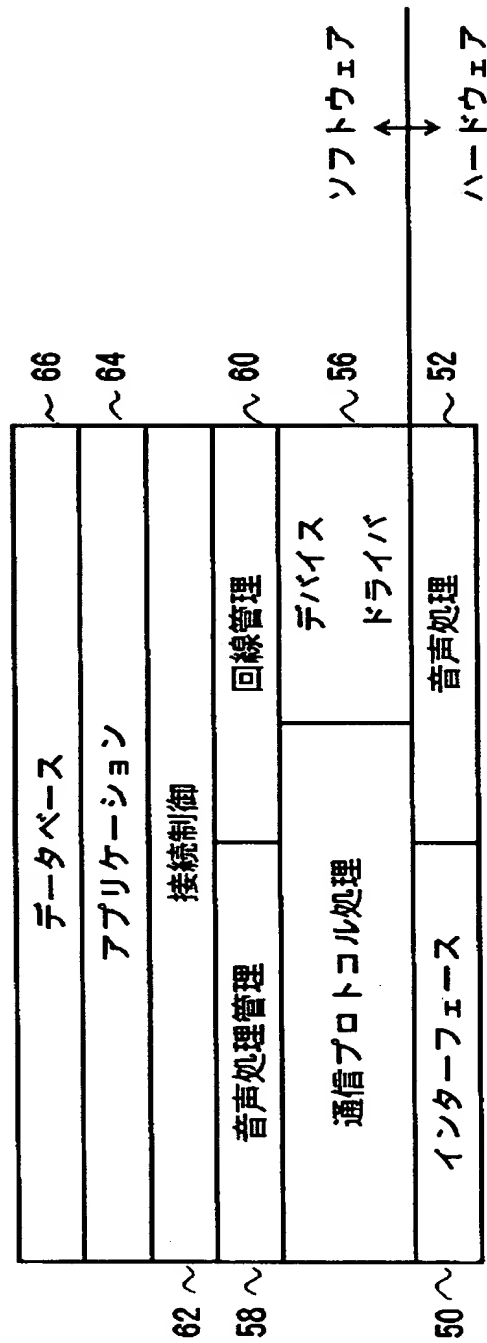 データベース 66
アプリケーション 64
62 接続制御
58 音声処理管理 回線管理 60
通信プロトコル処理 デバイス ドライバ 56
ソフトウェア
50 インターフェース 音声処理 52
ハードウェア